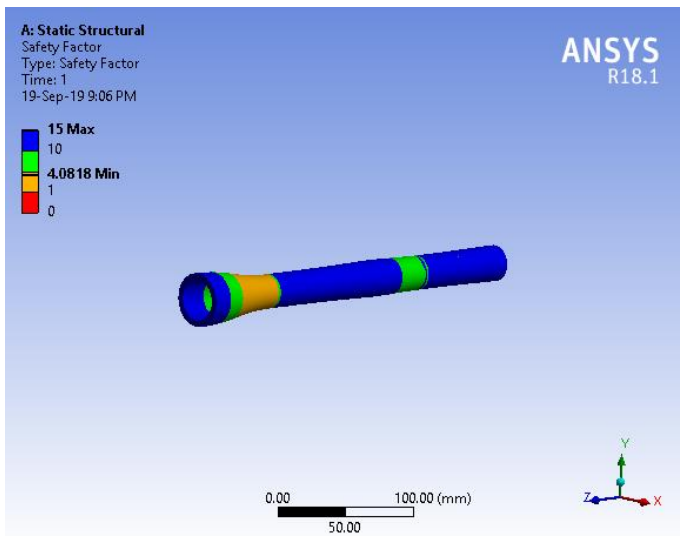 A: Static Structural
Safety Factor
Type: Safety Factor
Time: 1
19-Sep-19 9:06 PM
15 Max
10
4.0818 Min
1
0
ANSYS
R18.1
0.00
100.00 (mm)
50.00
Y
Z
X